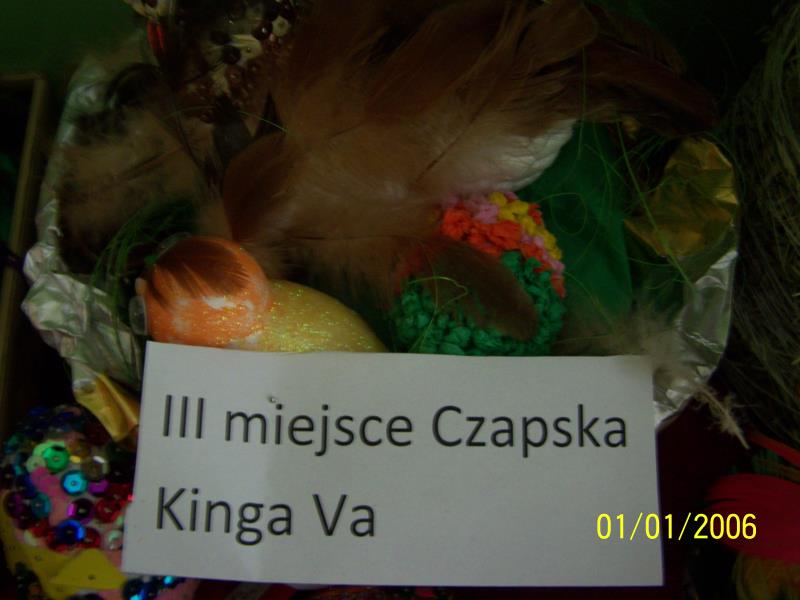 III miejsce Czapska
Kinga Va
01/01/2006